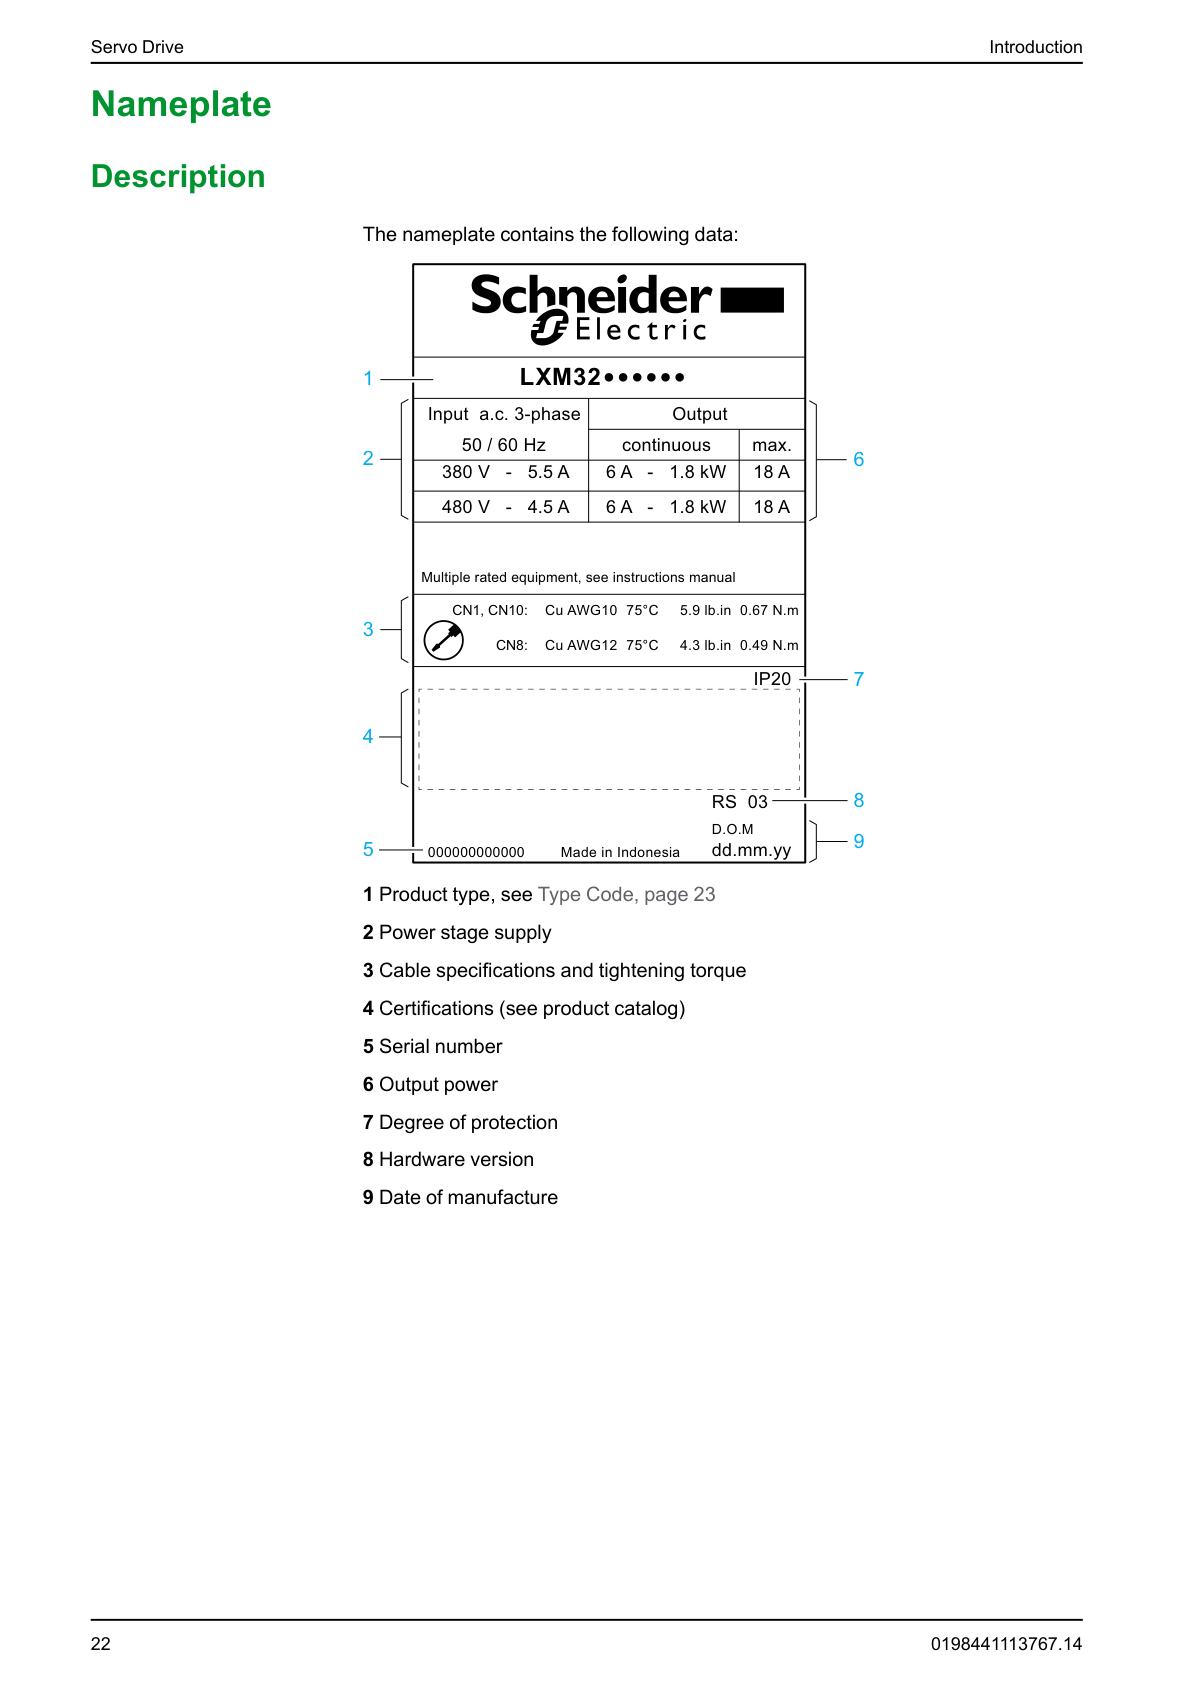 Servo Drive Introduction
Nameplate
Description
The nameplate contains the following data:
Schneider
Electric
1 LXM32••••••
Input a.c. 3-phase Output
50 / 60 Hz continuous max.
2 6
380 V - 5.5 A 6 A - 1.8 kW 18 A
480 V - 4.5 A 6 A - 1.8 kW 18 A
Multiple rated equipment, see instructions manual
CN1, CN10: Cu AWG10 75°C 5.9 lb.in 0.67 N.m
3
CN8: Cu AWG12 75°C 4.3 lb.in 0.49 N.m
IP20 7
4
RS 03 8
D.O.M 9
5 000000000000 Made in Indonesia dd.mm.yy
1 Product type, see Type Code, page 23
2 Power stage supply
3 Cable specifications and tightening torque
4 Certifications (see product catalog)
5 Serial number
6 Output power
7 Degree of protection
8 Hardware version
9 Date of manufacture
22 0198441113767.14